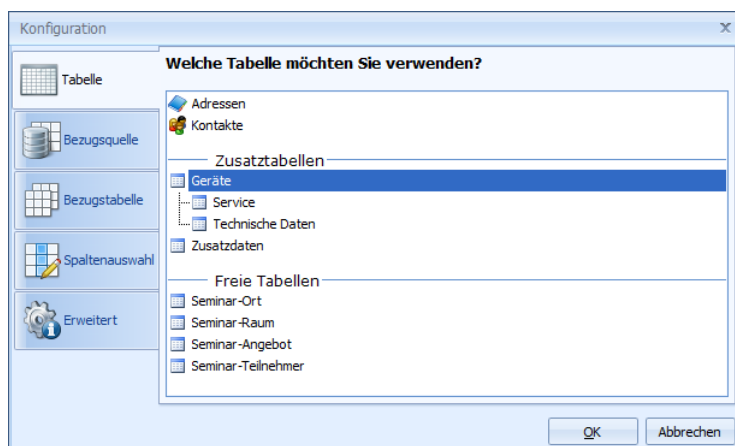 Konfiguration
Tabelle
Bezugsquelle
Bezugstabelle
Spaltenauswahl
Erweitert
Welche Tabelle möchten Sie verwenden?
Adressen
Kontakte
Zusatztabellen
Geräte
Service
Technische Daten
Zusatzdaten
Freie Tabellen
Seminar-Ort
Seminar-Raum
Seminar-Angebot
Seminar-Teilnehmer
OK
Abbrechen